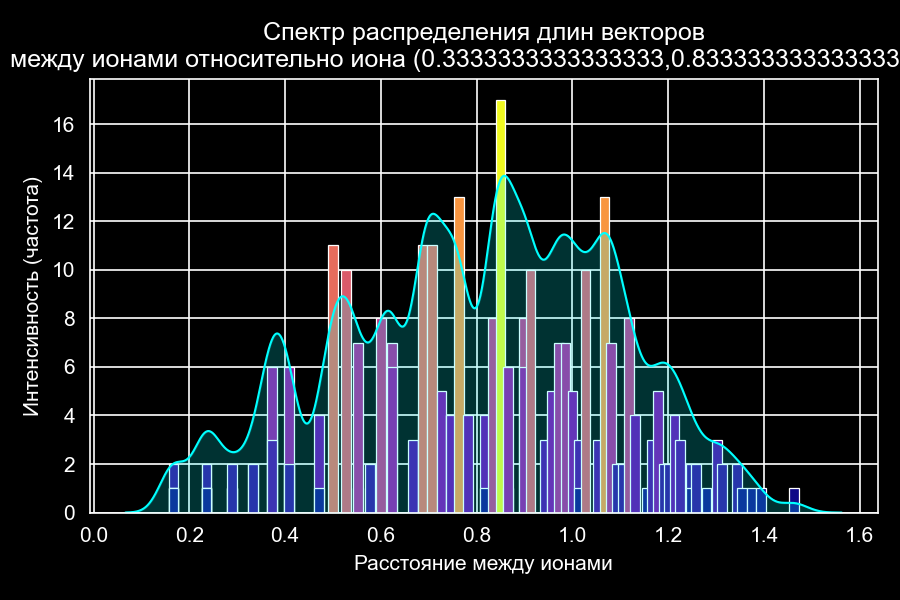 Спектр распределения длин векторов
между ионами относительно иона (0.3333333333333333,0.8333333333333333
16
14
12
10
8
6
4
2
0
Интенсивность (частота)
0.0 0.2 0.4 0.6 0.8 1.0 1.2 1.4 1.6
Расстояние между ионами